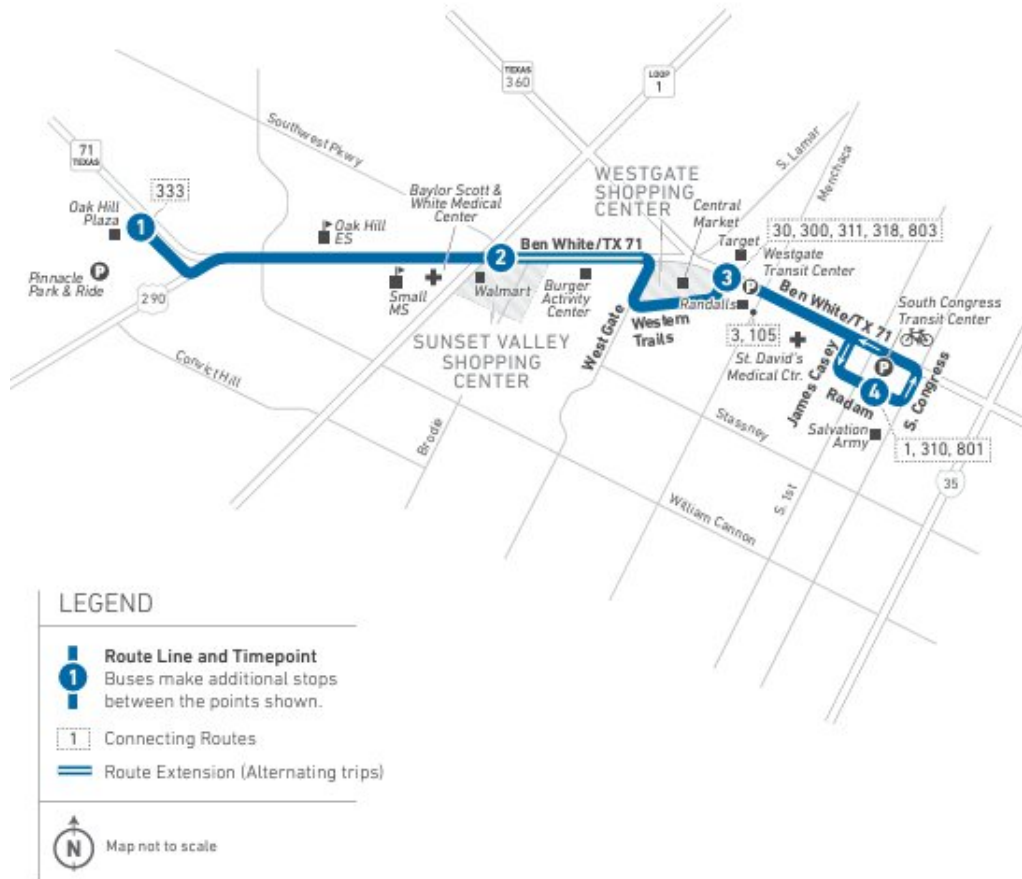 TEXAS
360
LOOP
1
71
TEXAS
Southwest Pkwy
S. Lamar
Menchaca
333
Oak Hill
Plaza
1
Baylor Scott &
White Medical
Center
WESTGATE
SHOPPING
CENTER
Central
Market
Oak Hill
ES
30, 300, 311, 318, 803
Target
2
Ben White/TX 71
Westgate
Transit Center
3
P
Pinnacle
Park & Ride
P
290
Small
MS
Walmart
Burger
Activity
Center
Randalls
Ben White/TX 71
South Congress
Transit Center
SUNSET VALLEY
SHOPPING
CENTER
West Gate
Western
Trails
3, 105
St. David's
Medical Ctr.
James Casey
P
4
Radam
S. Congress
Convict Hill
Brode
Stassney
Salvation
Army
1, 310, 801
35
S. 1st
William Cannon
LEGEND
Route Line and Timepoint
1
Buses make additional stops
between the points shown.
1
Connecting Routes
Route Extension (Alternating trips)
N
Map not to scale